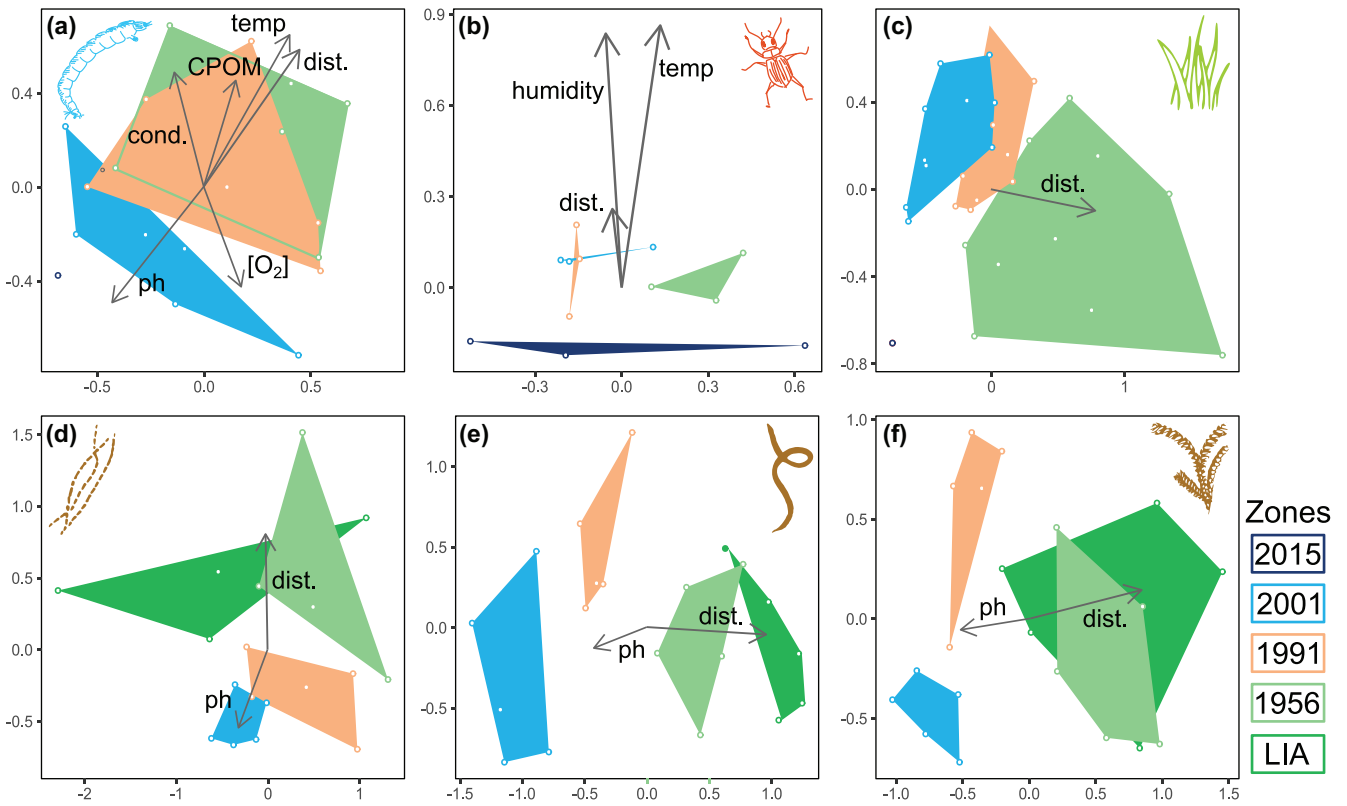 (a)
temp
dist.
CPOM
cond.
[O₂]
ph
0.4
0.0
-0.4
-0.5
0.0
0.5
(b)
humidity
temp
dist.
0.9
0.6
0.3
0.0
-0.3
0.0
0.3
0.6
(c)
dist.
0.4
0.0
-0.4
-0.8
0
1
(d)
dist.
ph
1.5
1.0
0.5
0.0
-0.5
-2
-1
0
1
(e)
dist.
ph
1.0
0.5
0.0
-0.5
-1.5
-1.0
-0.5
0.0
0.5
1.0
(f)
ph
dist.
1.0
0.5
0.0
-0.5
-1.0
-0.5
0.0
0.5
1.0
1.5
Zones
2015
2001
1991
1956
LIA